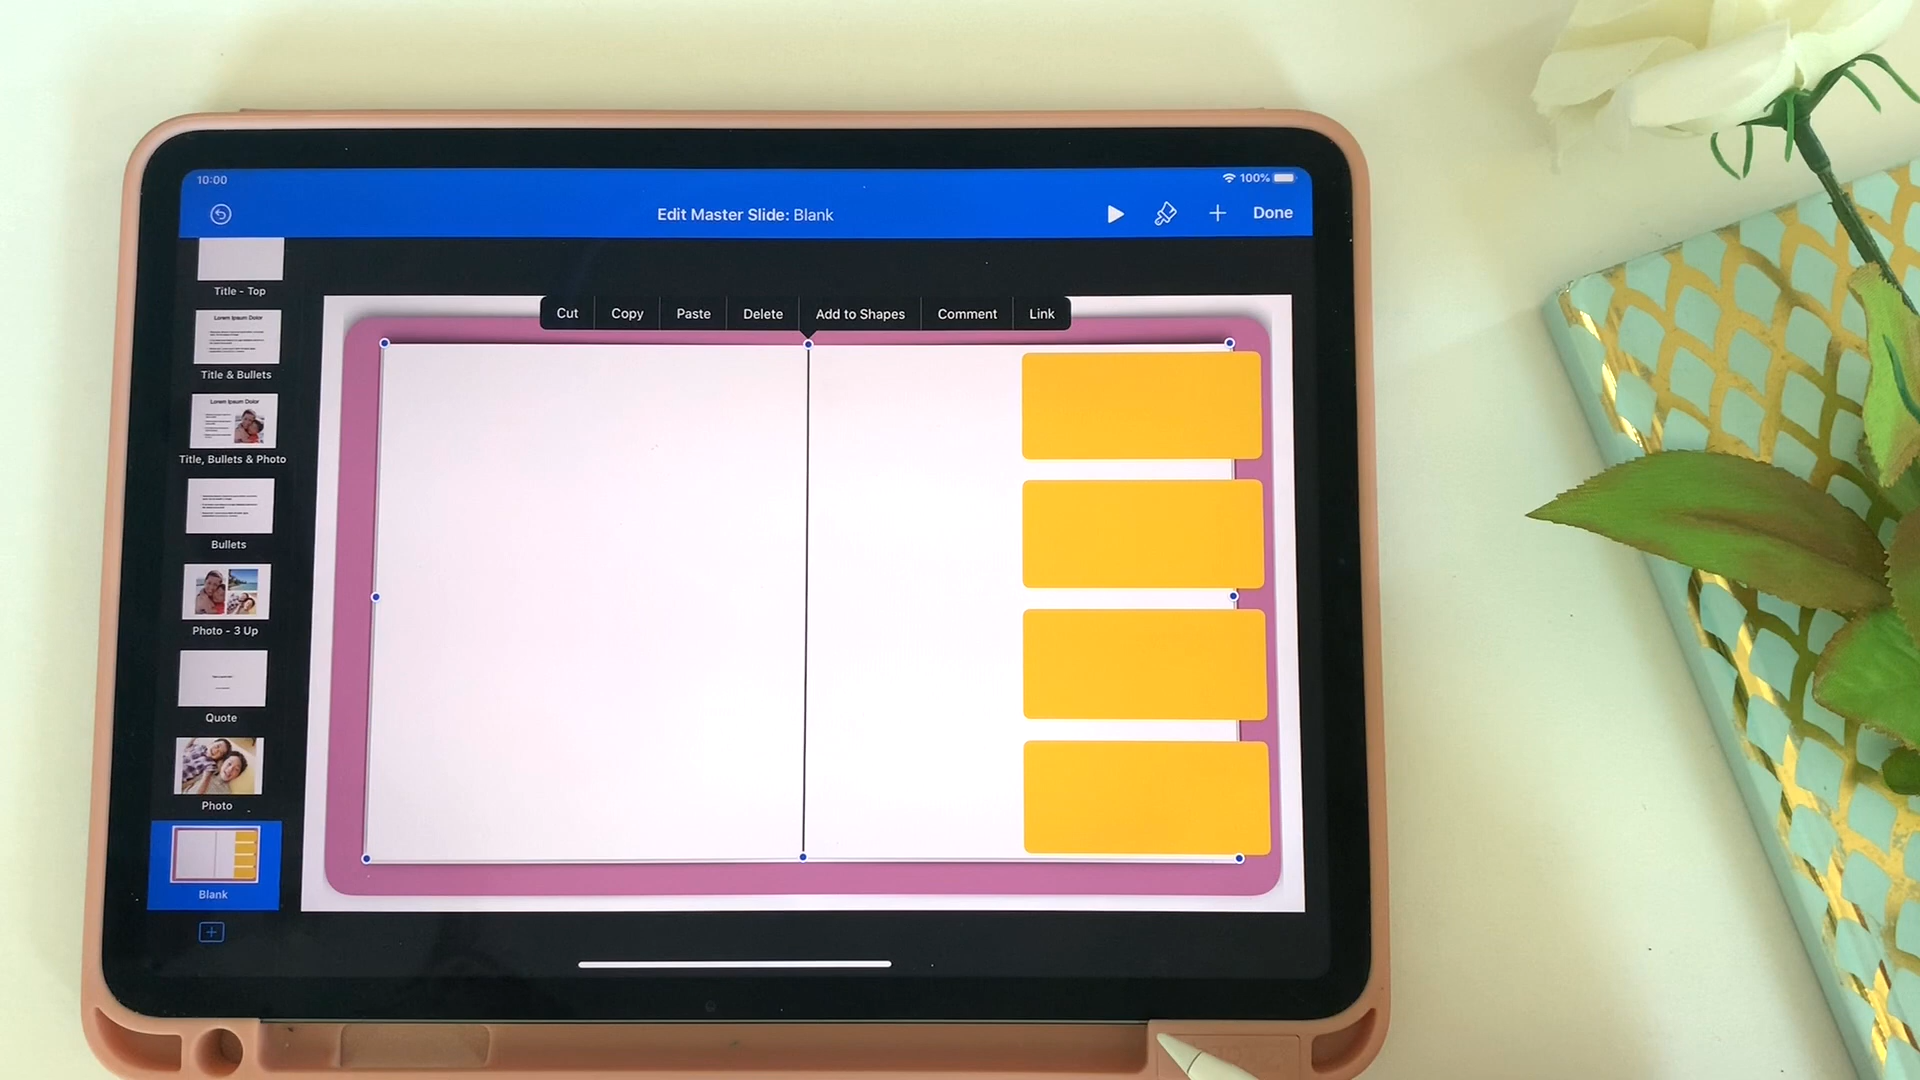 10:00
100%
Edit Master Slide: Blank
Done
Title - Top
Cut
Copy
Paste
Delete
Add to Shapes
Comment
Link
Lorem Ipsum Dolor
Title & Bullets
Lorem Ipsum Dolor
Title, Bullets & Photo
Bullets
Photo - 3 Up
Quote
Photo
Blank